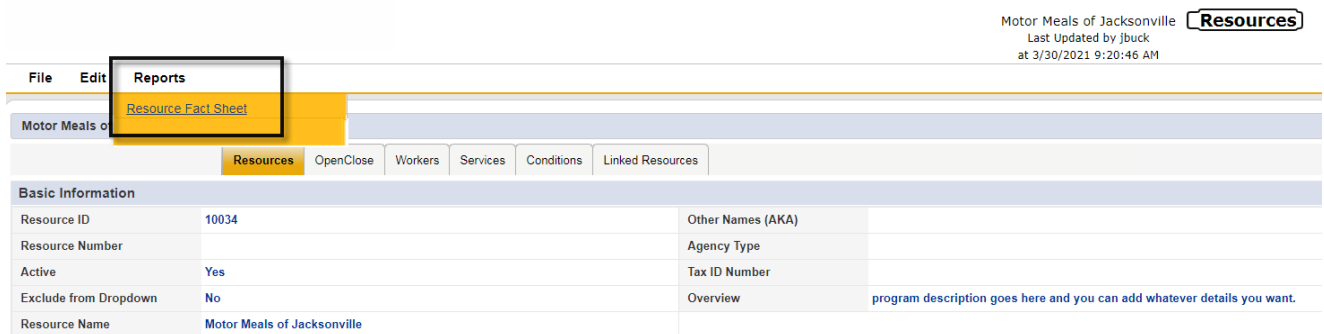 Motor Meals of Jacksonville Resources
Last Updated by jbuck
at 3/30/2021 9:20:46 AM
File Edit Reports
Resource Fact Sheet
Motor Meals of
Resources OpenClose Workers Services Conditions Linked Resources
Basic Information
Resource ID 10034 Other Names (AKA)
Resource Number Agency Type
Active Yes Tax ID Number
Exclude from Dropdown No Overview program description goes here and you can add whatever details you want.
Resource Name Motor Meals of Jacksonville